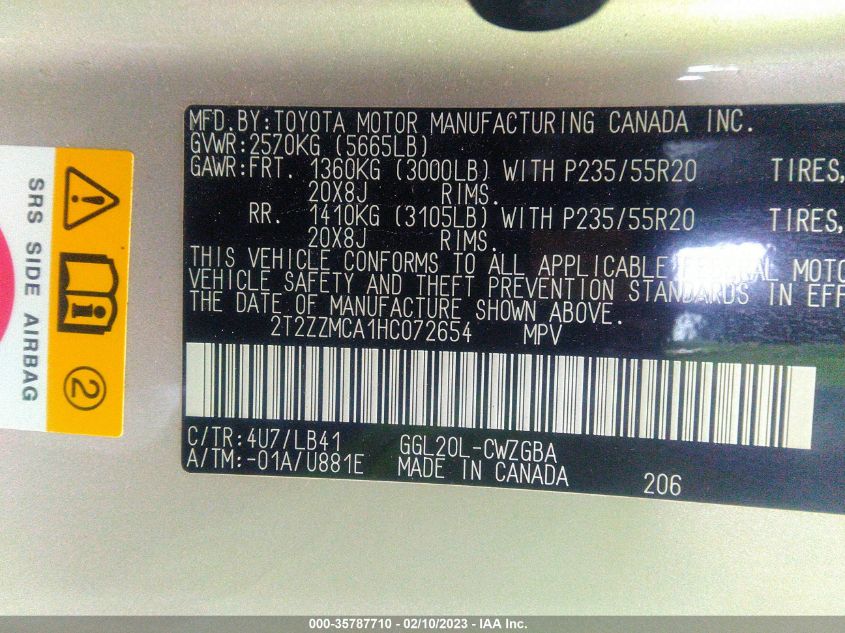 MFD.BY:TOYOTA MOTOR MANUFACTURING CANADA INC.
GVWR:2570KG (5665LB)
GAWR:FRT. 1360KG (3000LB) WITH P235/55R20 TIRES,
20X8J RIMS.
RR. 1410KG (3105LB) WITH P235/55R20 TIRES,
20X8J RIMS.
THIS VEHICLE CONFORMS TO ALL APPLICABLE MOTO
VEHICLE SAFETY AND THEFT PREVENTION STANDARDS IN EFF
THE DATE OF MANUFACTURE SHOWN ABOVE.
2T2ZZMCA1HC072654 MPV
C/TR:4U7/LB41 GGL20L-CWZGBA
A/TM:-01A/U881E MADE IN CANADA 206
SRS SIDE AIRBAG
2
000-35787710 - 02/10/2023 - IAA Inc.